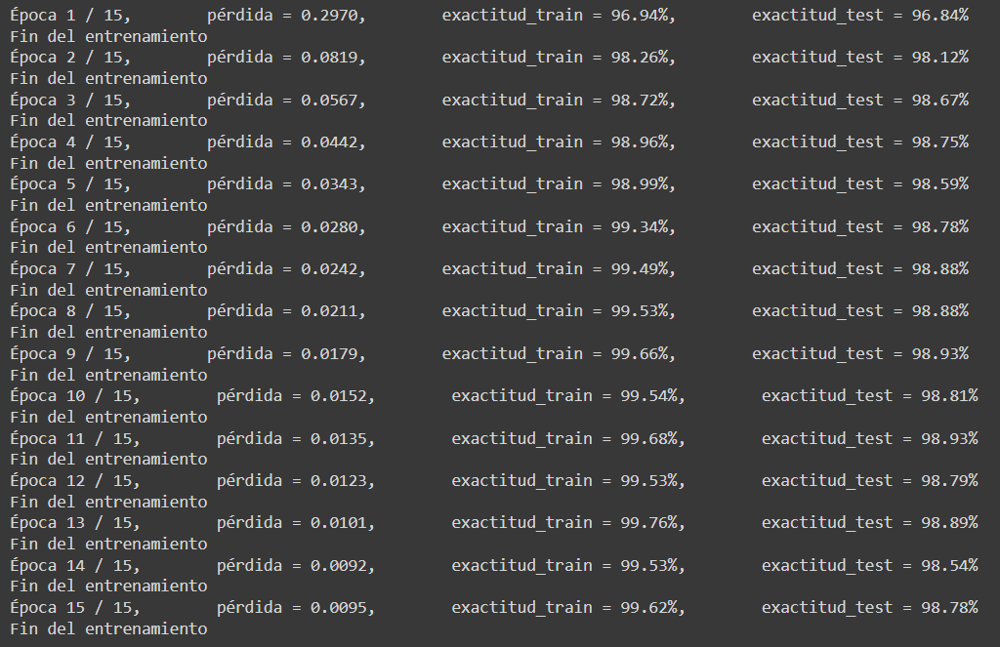 Época 1 / 15, pérdida = 0.2970, exactitud_train = 96.94%, exactitud_test = 96.84%
Fin del entrenamiento
Época 2 / 15, pérdida = 0.0819, exactitud_train = 98.26%, exactitud_test = 98.12%
Fin del entrenamiento
Época 3 / 15, pérdida = 0.0567, exactitud_train = 98.72%, exactitud_test = 98.67%
Fin del entrenamiento
Época 4 / 15, pérdida = 0.0442, exactitud_train = 98.96%, exactitud_test = 98.75%
Fin del entrenamiento
Época 5 / 15, pérdida = 0.0343, exactitud_train = 98.99%, exactitud_test = 98.59%
Fin del entrenamiento
Época 6 / 15, pérdida = 0.0280, exactitud_train = 99.34%, exactitud_test = 98.78%
Fin del entrenamiento
Época 7 / 15, pérdida = 0.0242, exactitud_train = 99.49%, exactitud_test = 98.88%
Fin del entrenamiento
Época 8 / 15, pérdida = 0.0211, exactitud_train = 99.53%, exactitud_test = 98.88%
Fin del entrenamiento
Época 9 / 15, pérdida = 0.0179, exactitud_train = 99.66%, exactitud_test = 98.93%
Fin del entrenamiento
Época 10 / 15, pérdida = 0.0152, exactitud_train = 99.54%, exactitud_test = 98.81%
Fin del entrenamiento
Época 11 / 15, pérdida = 0.0135, exactitud_train = 99.68%, exactitud_test = 98.93%
Fin del entrenamiento
Época 12 / 15, pérdida = 0.0123, exactitud_train = 99.53%, exactitud_test = 98.79%
Fin del entrenamiento
Época 13 / 15, pérdida = 0.0101, exactitud_train = 99.76%, exactitud_test = 98.89%
Fin del entrenamiento
Época 14 / 15, pérdida = 0.0092, exactitud_train = 99.53%, exactitud_test = 98.54%
Fin del entrenamiento
Época 15 / 15, pérdida = 0.0095, exactitud_train = 99.62%, exactitud_test = 98.78%
Fin del entrenamiento